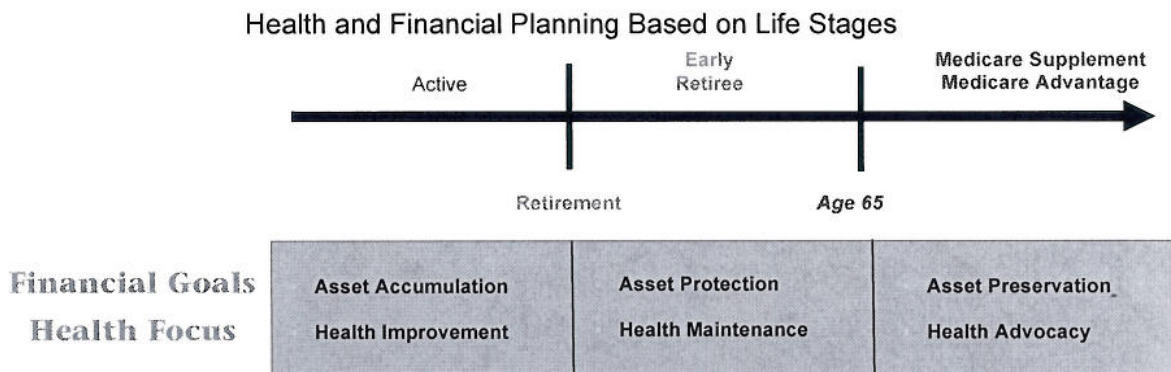 Health and Financial Planning Based on Life Stages
Active
Early
Retiree
Medicare Supplement
Medicare Advantage
Retirement
Age 65
Financial Goals
Asset Accumulation
Asset Protection
Asset Preservation
Health Focus
Health Improvement
Health Maintenance
Health Advocacy